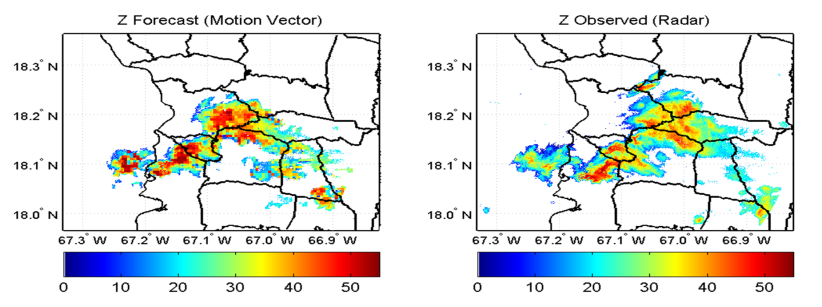 Z Forecast (Motion Vector)
18.3° N
18.2° N
18.1° N
18.0° N
67.3° W 67.2° W 67.1° W 67.0° W 66.9° W
0 10 20 30 40 50
Z Observed (Radar)
18.3° N
18.2° N
18.1° N
18.0° N
67.3° W 67.2° W 67.1° W 67.0° W 66.9° W
0 10 20 30 40 50